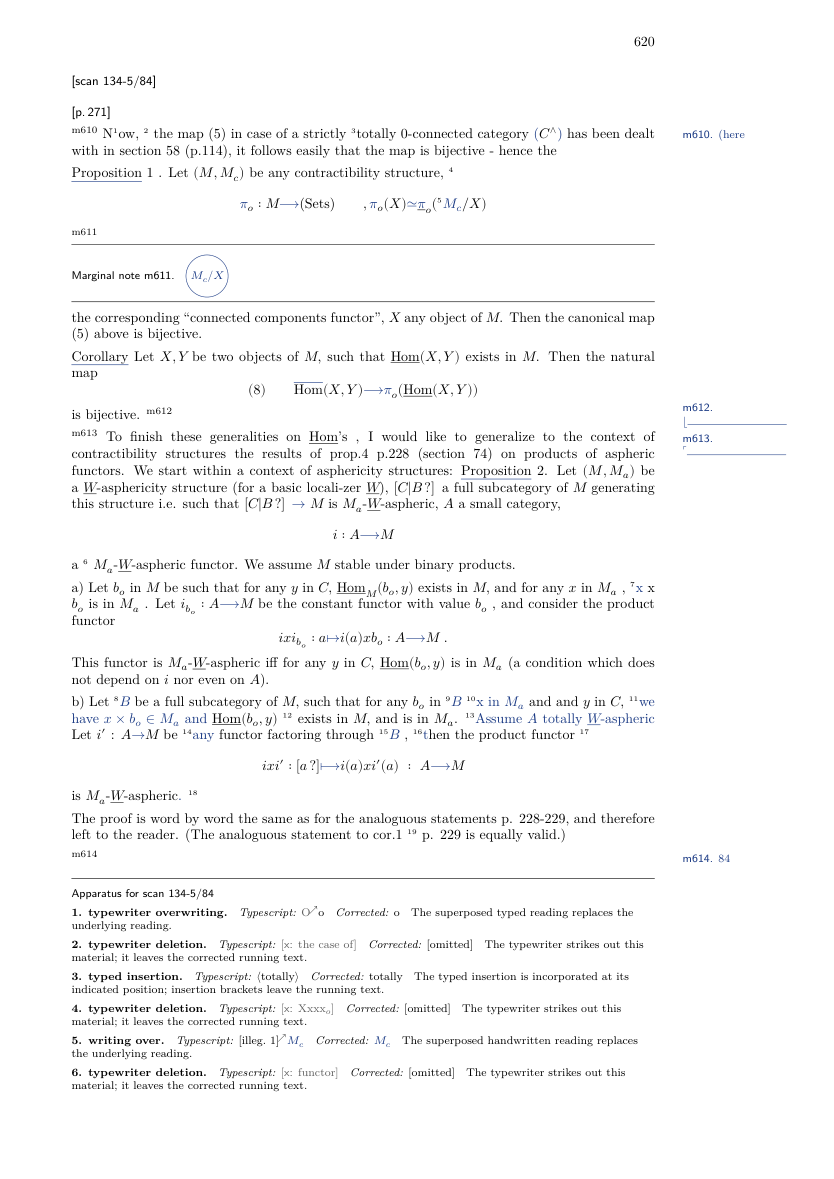 620
[scan 134-5/84]
[p. 271]
m610 N¹ow, ² the map (5) in case of a strictly ³totally 0-connected category (C^) has been dealt
m610. (here
with in section 58 (p.114), it follows easily that the map is bijective - hence the
Proposition 1 . Let (M, M_c) be any contractibility structure, ⁴
π_o : M⟶(Sets) , π_o(X)≃π_o(⁵M_c/X)
m611
Marginal note m611. M_c/X
the corresponding “connected components functor”, X any object of M. Then the canonical map
(5) above is bijective.
Corollary Let X, Y be two objects of M, such that Hom(X, Y) exists in M. Then the natural
map
(8) Hom(X, Y)⟶π_o(Hom(X, Y))
is bijective. m612
m612.
m613 To finish these generalities on Hom's , I would like to generalize to the context of
m613.
contractibility structures the results of prop.4 p.228 (section 74) on products of aspheric
functors. We start within a context of asphericity structures: Proposition 2. Let (M, M_a) be
a W-asphericity structure (for a basic locali-zer W), [C|B ?] a full subcategory of M generating
this structure i.e. such that [C|B ?] → M is M_a-W-aspheric, A a small category,
i : A⟶M
a ⁶ M_a-W-aspheric functor. We assume M stable under binary products.
a) Let b_o in M be such that for any y in C, Hom_M(b_o, y) exists in M, and for any x in M_a , ⁷x x
b_o is in M_a . Let i_{b_o} : A⟶M be the constant functor with value b_o , and consider the product
functor
ixi_{b_o} : a↦i(a)xb_o : A⟶M .
This functor is M_a-W-aspheric iff for any y in C, Hom(b_o, y) is in M_a (a condition which does
not depend on i nor even on A).
b) Let ⁸B be a full subcategory of M, such that for any b_o in ⁹B ¹⁰x in M_a and and y in C, ¹¹we
have x × b_o ∈ M_a and Hom(b_o, y) ¹² exists in M, and is in M_a. ¹³Assume A totally W-aspheric
Let i′ : A→M be ¹⁴any functor factoring through ¹⁵B , ¹⁶then the product functor ¹⁷
ixi′ : [a ?]⟼i(a)xi′(a) : A⟶M
is M_a-W-aspheric. ¹⁸
The proof is word by word the same as for the analoguous statements p. 228-229, and therefore
left to the reader. (The analoguous statement to cor.1 ¹⁹ p. 229 is equally valid.)
m614
m614. 84
Apparatus for scan 134-5/84
1. typewriter overwriting. Typescript: O↗o Corrected: o The superposed typed reading replaces the
underlying reading.
2. typewriter deletion. Typescript: [x: the case of] Corrected: [omitted] The typewriter strikes out this
material; it leaves the corrected running text.
3. typed insertion. Typescript: ⟨totally⟩ Corrected: totally The typed insertion is incorporated at its
indicated position; insertion brackets leave the running text.
4. typewriter deletion. Typescript: [x: Xxxx_o] Corrected: [omitted] The typewriter strikes out this
material; it leaves the corrected running text.
5. writing over. Typescript: [illeg. 1]↗M_c Corrected: M_c The superposed handwritten reading replaces
the underlying reading.
6. typewriter deletion. Typescript: [x: functor] Corrected: [omitted] The typewriter strikes out this
material; it leaves the corrected running text.